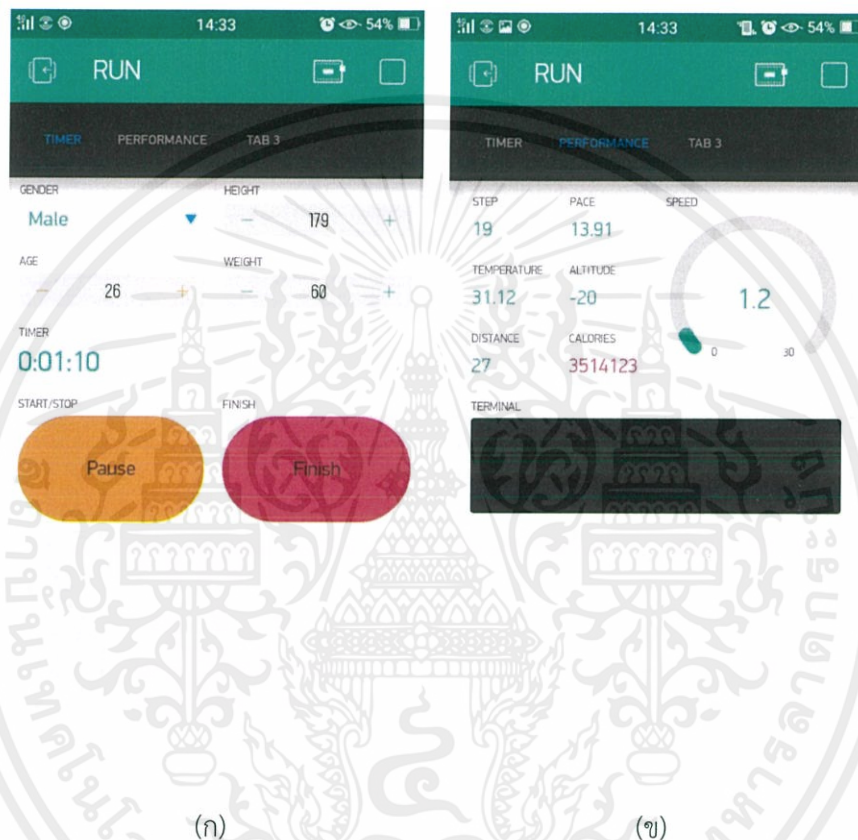 14:33
54%
RUN
TIMER PERFORMANCE TAB 3
GENDER HEIGHT
Male − 179 +
AGE WEIGHT
− 26 + − 60 +
TIMER
0:01:10
START/STOP FINISH
Pause Finish
(ก)
14:33
54%
RUN
TIMER PERFORMANCE TAB 3
STEP PACE SPEED
19 13.91
TEMPERATURE ALTITUDE
31.12 -20 1.2
DISTANCE CALORIES 0 30
27 3514123
TERMINAL
(ข)